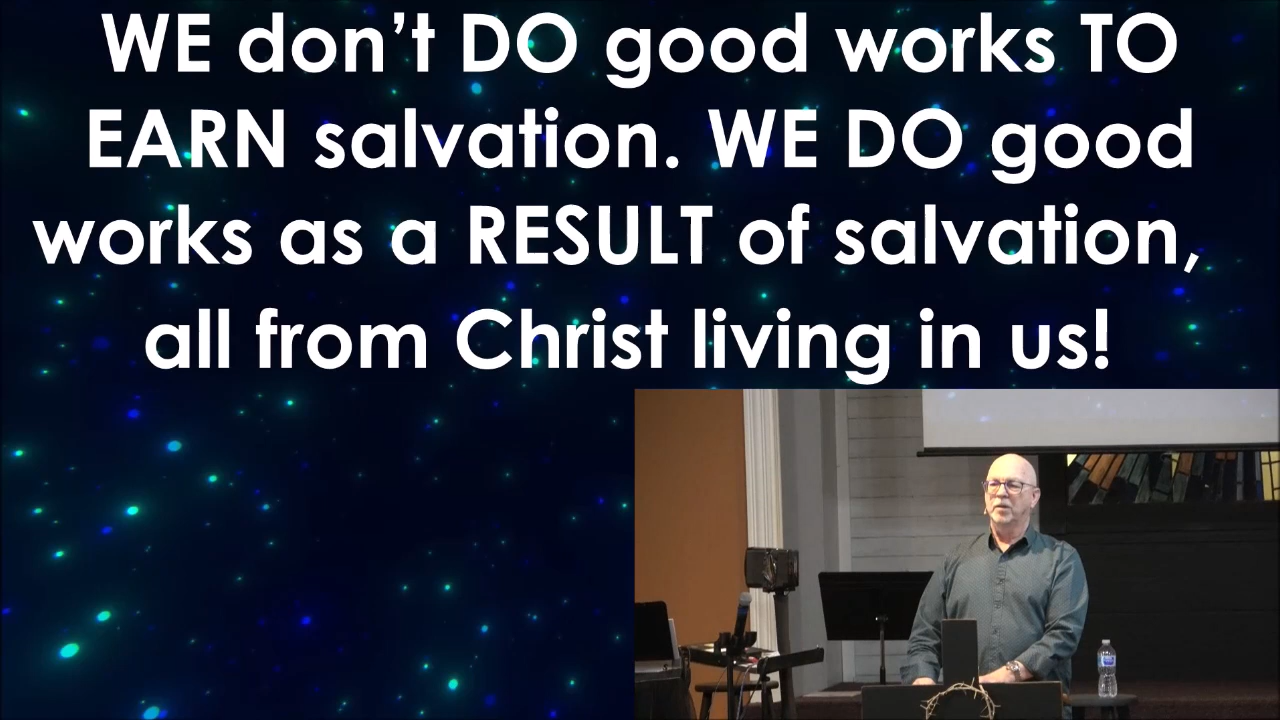 WE don’t DO good works TO
EARN salvation. WE DO good
works as a RESULT of salvation,
all from Christ living in us!